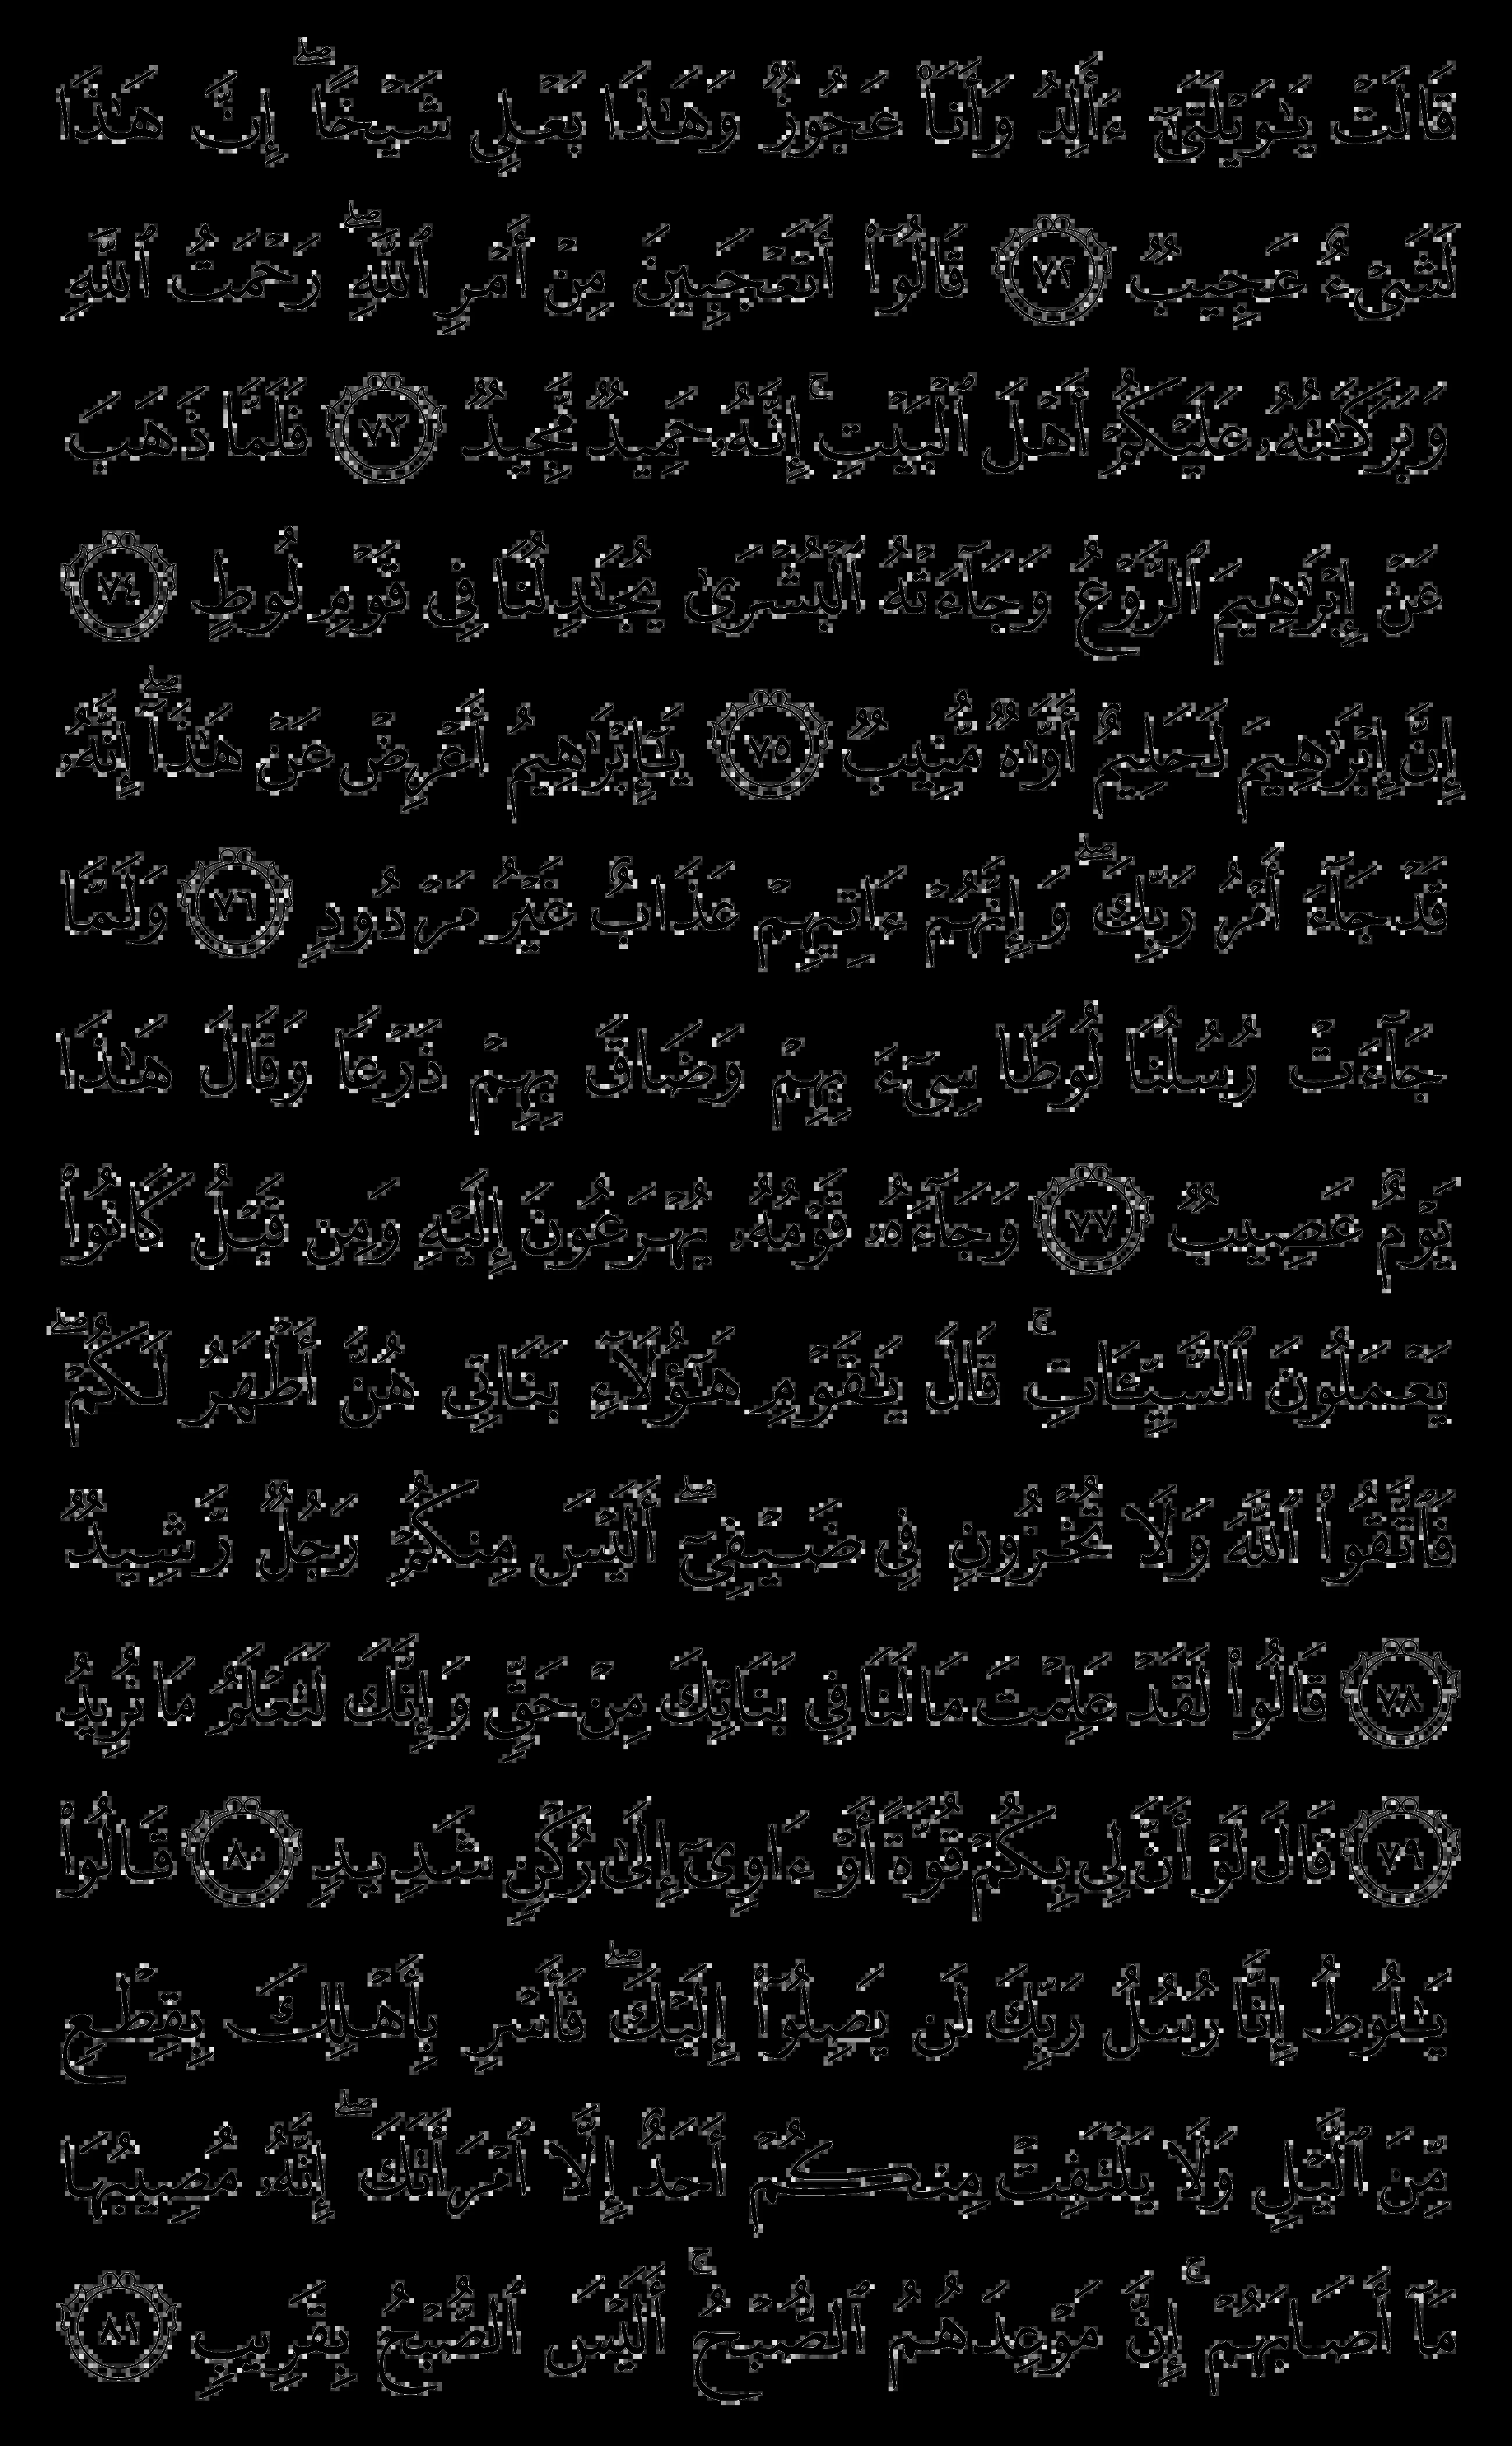 قَالَتْ يَـٰوَيْلَتَىٰٓ ءَأَلِدُ وَأَنَا۠ عَجُوزٌ وَهَـٰذَا بَعْلِى شَيْخًا ۖ إِنَّ هَـٰذَا
لَشَىْءٌ عَجِيبٌ ٧٢ قَالُوٓا۟ أَتَعْجَبِينَ مِنْ أَمْرِ ٱللَّهِ ۖ رَحْمَتُ ٱللَّهِ
وَبَرَكَـٰتُهُۥ عَلَيْكُمْ أَهْلَ ٱلْبَيْتِ ۚ إِنَّهُۥ حَمِيدٌ مَّجِيدٌ ٧٣ فَلَمَّا ذَهَبَ
عَنْ إِبْرَٰهِيمَ ٱلرَّوْعُ وَجَآءَتْهُ ٱلْبُشْرَىٰ يُجَـٰدِلُنَا فِى قَوْمِ لُوطٍ ٧٤
إِنَّ إِبْرَٰهِيمَ لَحَلِيمٌ أَوَّٰهٌ مُّنِيبٌ ٧٥ يَـٰٓإِبْرَٰهِيمُ أَعْرِضْ عَنْ هَـٰذَآ ۖ إِنَّهُۥ
قَدْ جَآءَ أَمْرُ رَبِّكَ ۖ وَإِنَّهُمْ ءَاتِيهِمْ عَذَابٌ غَيْرُ مَرْدُودٍ ٧٦ وَلَمَّا
جَآءَتْ رُسُلُنَا لُوطًا سِىٓءَ بِهِمْ وَضَاقَ بِهِمْ ذَرْعًا وَقَالَ هَـٰذَا
يَوْمٌ عَصِيبٌ ٧٧ وَجَآءَهُۥ قَوْمُهُۥ يُهْرَعُونَ إِلَيْهِ وَمِن قَبْلُ كَانُوا۟
يَعْمَلُونَ ٱلسَّيِّـَٔاتِ ۚ قَالَ يَـٰقَوْمِ هَـٰٓؤُلَآءِ بَنَاتِى هُنَّ أَطْهَرُ لَكُمْ ۖ
فَٱتَّقُوا۟ ٱللَّهَ وَلَا تُخْزُونِ فِى ضَيْفِىٓ ۖ أَلَيْسَ مِنكُمْ رَجُلٌ رَّشِيدٌ
٧٨ قَالُوا۟ لَقَدْ عَلِمْتَ مَا لَنَا فِى بَنَاتِكَ مِنْ حَقٍّ وَإِنَّكَ لَتَعْلَمُ مَا نُرِيدُ
٧٩ قَالَ لَوْ أَنَّ لِى بِكُمْ قُوَّةً أَوْ ءَاوِىٓ إِلَىٰ رُكْنٍ شَدِيدٍ ٨٠ قَالُوا۟
يَـٰلُوطُ إِنَّا رُسُلُ رَبِّكَ لَن يَصِلُوٓا۟ إِلَيْكَ ۖ فَأَسْرِ بِأَهْلِكَ بِقِطْعٍ
مِّنَ ٱلَّيْلِ وَلَا يَلْتَفِتْ مِنكُمْ أَحَدٌ إِلَّا ٱمْرَأَتَكَ ۖ إِنَّهُۥ مُصِيبُهَا
مَآ أَصَابَهُمْ ۚ إِنَّ مَوْعِدَهُمُ ٱلصُّبْحُ ۚ أَلَيْسَ ٱلصُّبْحُ بِقَرِيبٍ ٨١